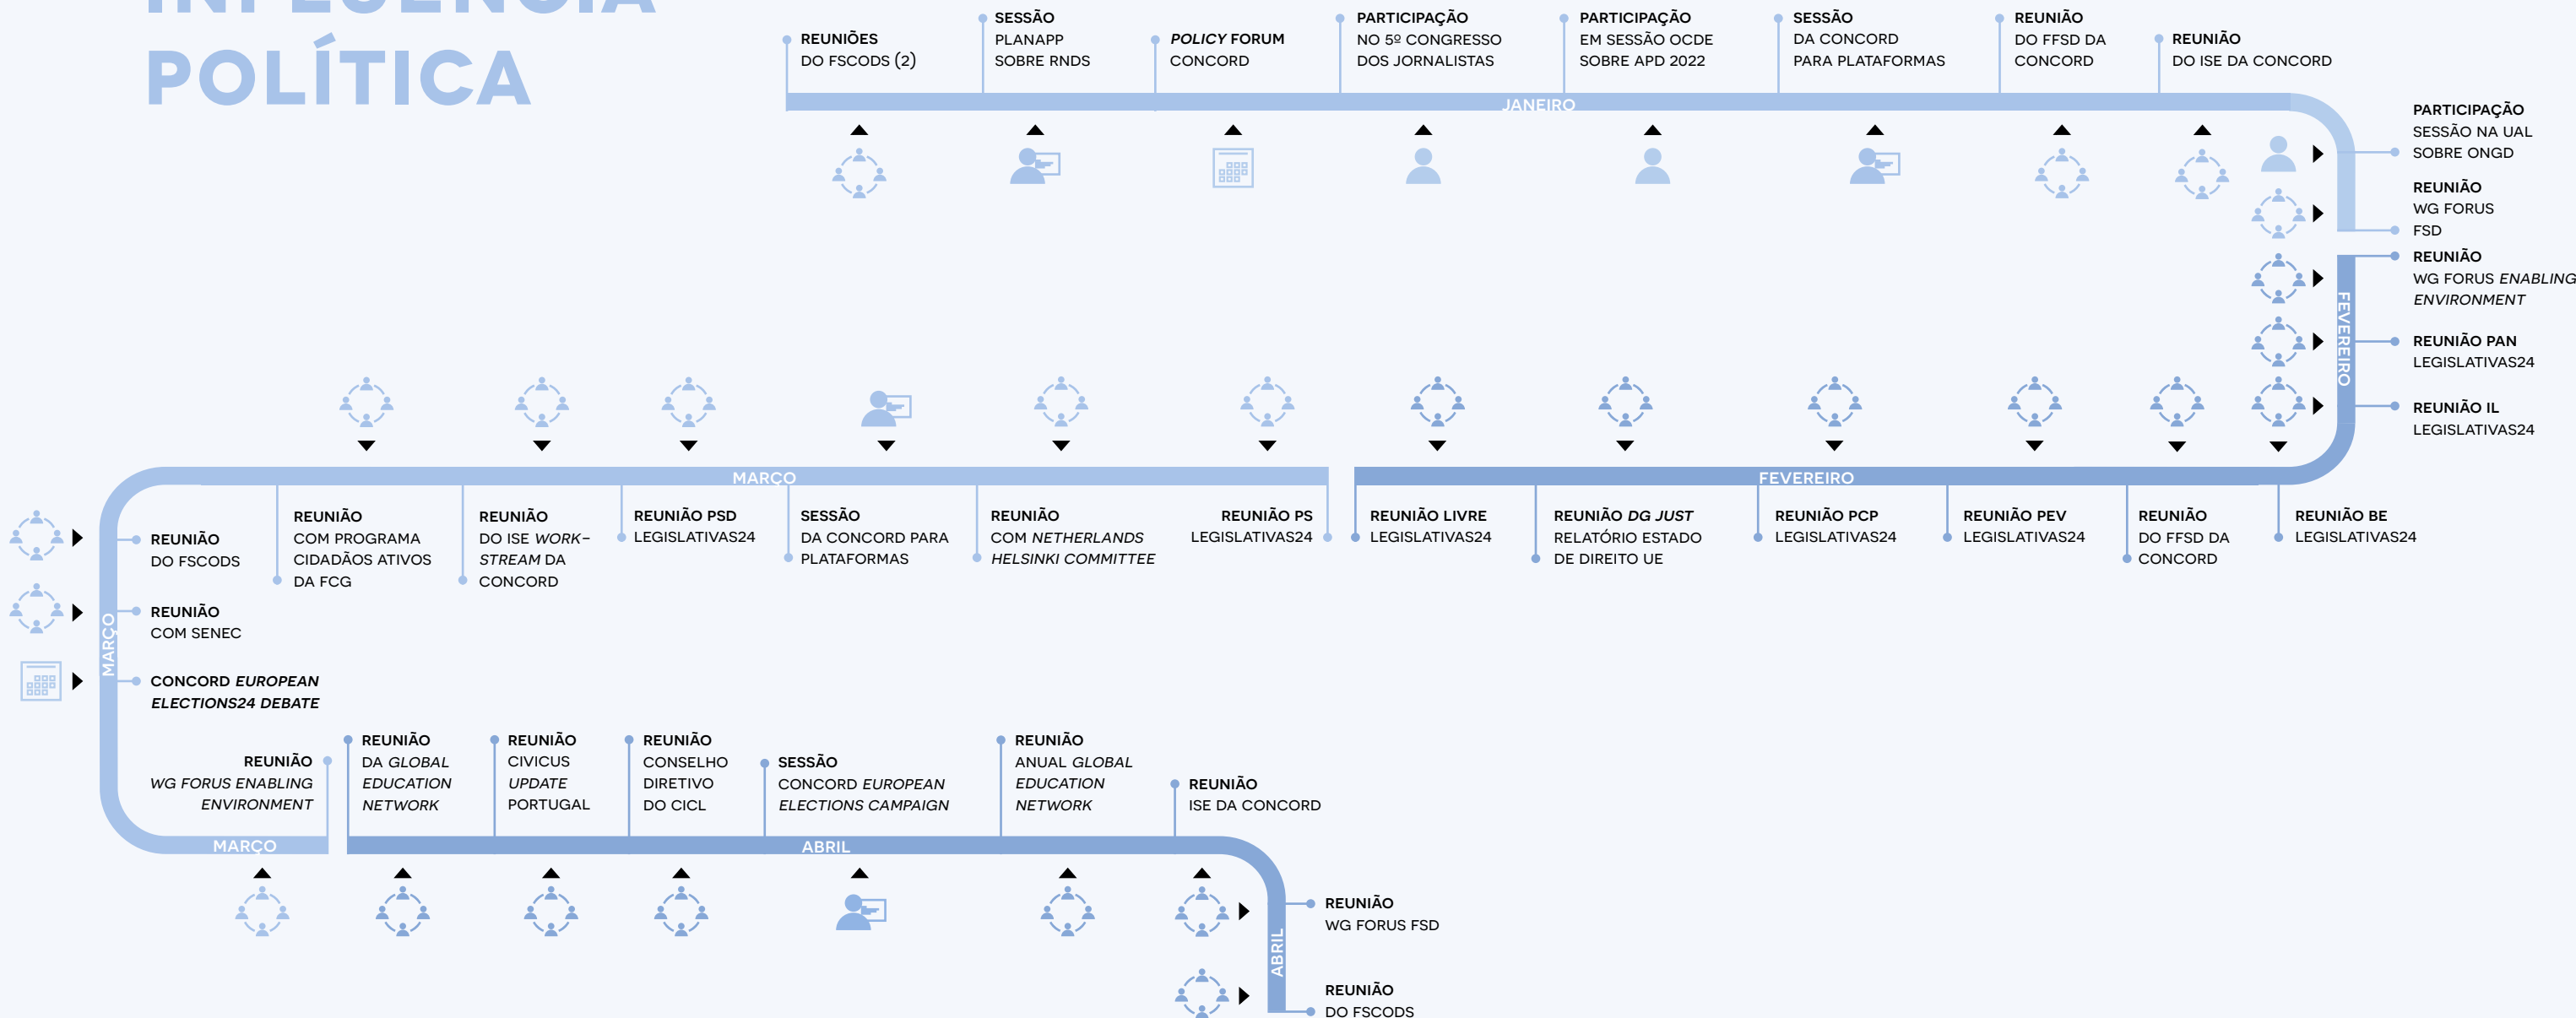 INFLUÊNCIA
POLÍTICA
REUNIÕES
DO FSCODS (2)
SESSÃO
PLANAPP
SOBRE RNDS
POLICY FORUM
CONCORD
PARTICIPAÇÃO
NO 5º CONGRESSO
DOS JORNALISTAS
PARTICIPAÇÃO
EM SESSÃO OCDE
SOBRE APD 2022
SESSÃO
DA CONCORD
PARA PLATAFORMAS
REUNIÃO
DO FFSD DA
CONCORD
REUNIÃO
DO ISE DA CONCORD
JANEIRO
PARTICIPAÇÃO
SESSÃO NA UAL
SOBRE ONGD
REUNIÃO
WG FORUS
FSD
REUNIÃO
WG FORUS ENABLING
ENVIRONMENT
FEVEREIRO
REUNIÃO PAN
LEGISLATIVAS24
REUNIÃO IL
LEGISLATIVAS24
FEVEREIRO
REUNIÃO BE
LEGISLATIVAS24
REUNIÃO
DO FFSD DA
CONCORD
REUNIÃO PEV
LEGISLATIVAS24
REUNIÃO PCP
LEGISLATIVAS24
REUNIÃO DG JUST
RELATÓRIO ESTADO
DE DIREITO UE
REUNIÃO LIVRE
LEGISLATIVAS24
MARÇO
REUNIÃO PS
LEGISLATIVAS24
REUNIÃO
COM NETHERLANDS
HELSINKI COMMITTEE
SESSÃO
DA CONCORD PARA
PLATAFORMAS
REUNIÃO PSD
LEGISLATIVAS24
REUNIÃO
DO ISE WORK-
STREAM DA
CONCORD
REUNIÃO
COM PROGRAMA
CIDADÃOS ATIVOS
DA FCG
REUNIÃO
DO FSCODS
REUNIÃO
COM SENEC
MARÇO
CONCORD EUROPEAN
ELECTIONS24 DEBATE
REUNIÃO
WG FORUS ENABLING
ENVIRONMENT
MARÇO
REUNIÃO
DA GLOBAL
EDUCATION
NETWORK
REUNIÃO
CIVICUS
UPDATE
PORTUGAL
REUNIÃO
CONSELHO
DIRETIVO
DO CICL
SESSÃO
CONCORD EUROPEAN
ELECTIONS CAMPAIGN
REUNIÃO
ANUAL GLOBAL
EDUCATION
NETWORK
REUNIÃO
ISE DA CONCORD
ABRIL
REUNIÃO
WG FORUS FSD
ABRIL
REUNIÃO
DO FSCODS